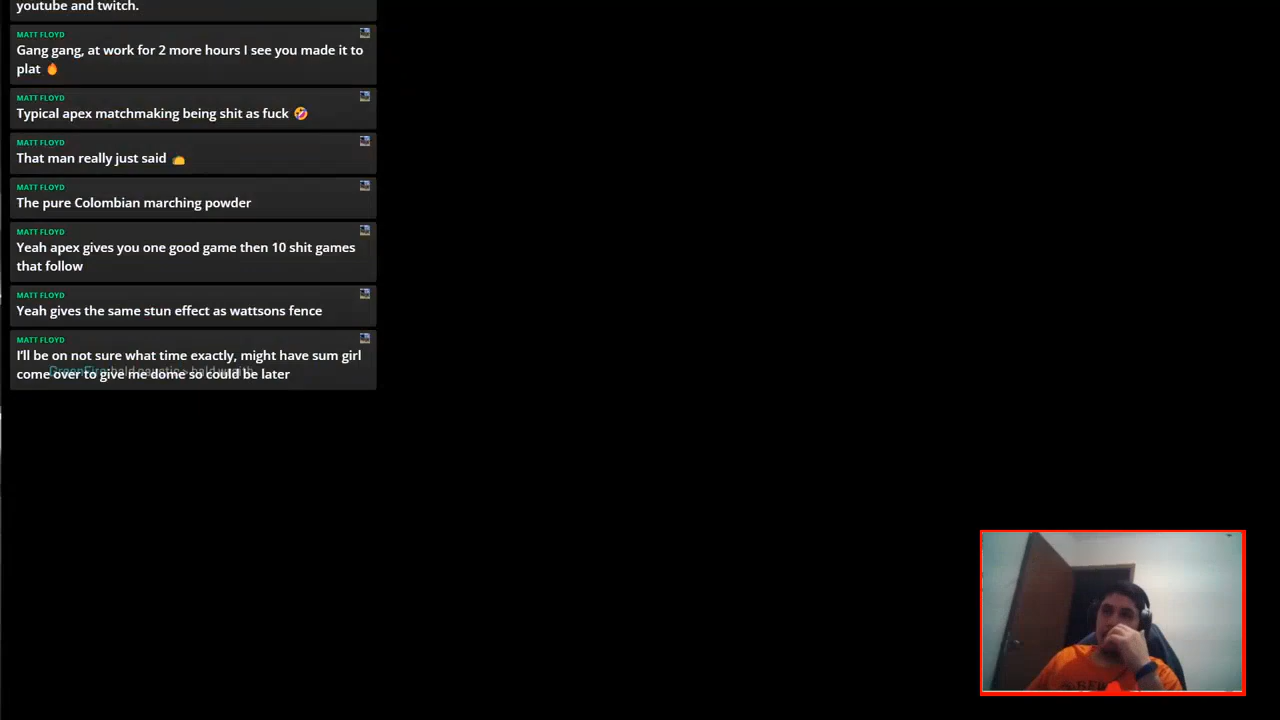 youtube and twitch.
MATT FLOYD
Gang gang, at work for 2 more hours I see you made it to
plat 🔥
MATT FLOYD
Typical apex matchmaking being shit as fuck 🤣
MATT FLOYD
That man really just said 🌮
MATT FLOYD
The pure Colombian marching powder
MATT FLOYD
Yeah apex gives you one good game then 10 shit games
that follow
MATT FLOYD
Yeah gives the same stun effect as wattsons fence
MATT FLOYD
I'll be on not sure what time exactly, might have sum girl
come over to give me dome so could be later
GreenFire